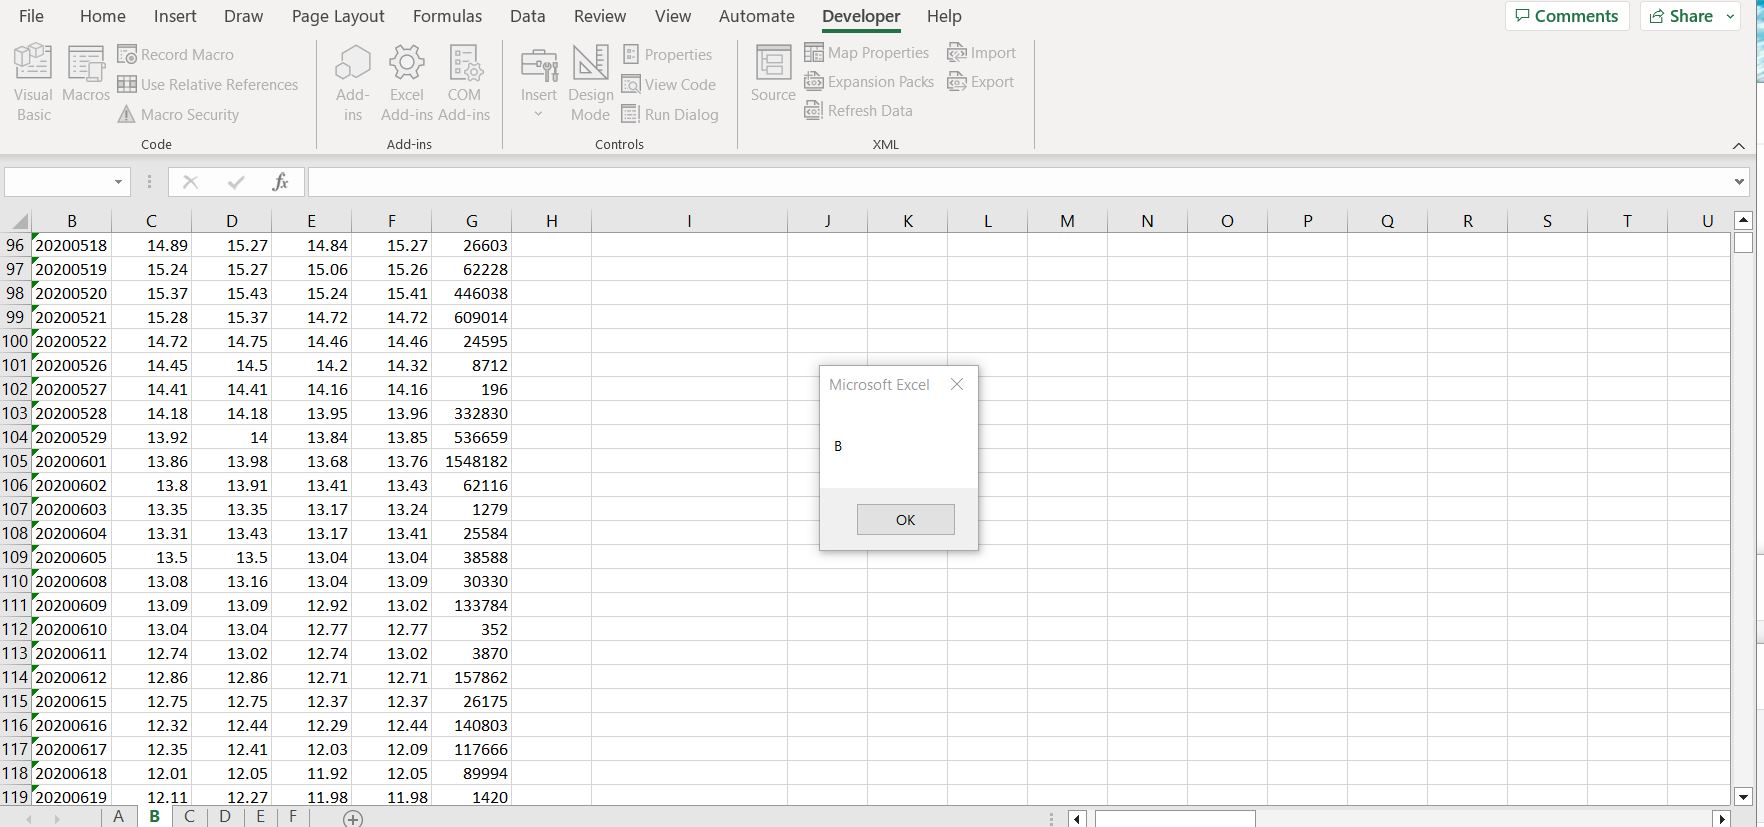 File Home Insert Draw Page Layout Formulas Data Review View Automate Developer Help Comments Share
Visual Basic Macros Record Macro Use Relative References Macro Security
Code
Add-ins Excel Add-ins COM Add-ins
Add-ins
Insert Design Mode Properties View Code Run Dialog
Controls
Source Map Properties Expansion Packs Refresh Data Import Export
XML
fx
B C D E F G H I J K L M N O P Q R S T U
96 20200518 14.89 15.27 14.84 15.27 26603
97 20200519 15.24 15.27 15.06 15.26 62228
98 20200520 15.37 15.43 15.24 15.41 446038
99 20200521 15.28 15.37 14.72 14.72 609014
100 20200522 14.72 14.75 14.46 14.46 24595
101 20200526 14.45 14.5 14.2 14.32 8712
102 20200527 14.41 14.41 14.16 14.16 196
103 20200528 14.18 14.18 13.95 13.96 332830
104 20200529 13.92 14 13.84 13.85 536659
105 20200601 13.86 13.98 13.68 13.76 1548182
106 20200602 13.8 13.91 13.41 13.43 62116
107 20200603 13.35 13.35 13.17 13.24 1279
108 20200604 13.31 13.43 13.17 13.41 25584
109 20200605 13.5 13.5 13.04 13.04 38588
110 20200608 13.08 13.16 13.04 13.09 30330
111 20200609 13.09 13.09 12.92 13.02 133784
112 20200610 13.04 13.04 12.77 12.77 352
113 20200611 12.74 13.02 12.74 13.02 3870
114 20200612 12.86 12.86 12.71 12.71 157862
115 20200615 12.75 12.75 12.37 12.37 26175
116 20200616 12.32 12.44 12.29 12.44 140803
117 20200617 12.35 12.41 12.03 12.09 117666
118 20200618 12.01 12.05 11.92 12.05 89994
119 20200619 12.11 12.27 11.98 11.98 1420
Microsoft Excel
B
OK
A B C D E F